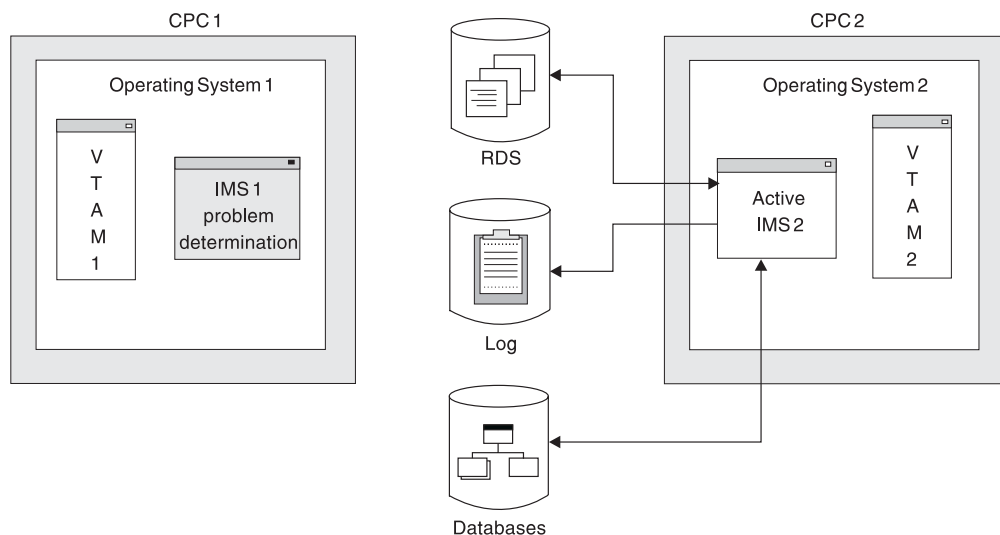 CPC 1
Operating System 1
V
T
A
M
1
IMS 1
problem
determination
RDS
Log
Databases
CPC 2
Operating System 2
Active
IMS 2
V
T
A
M
2